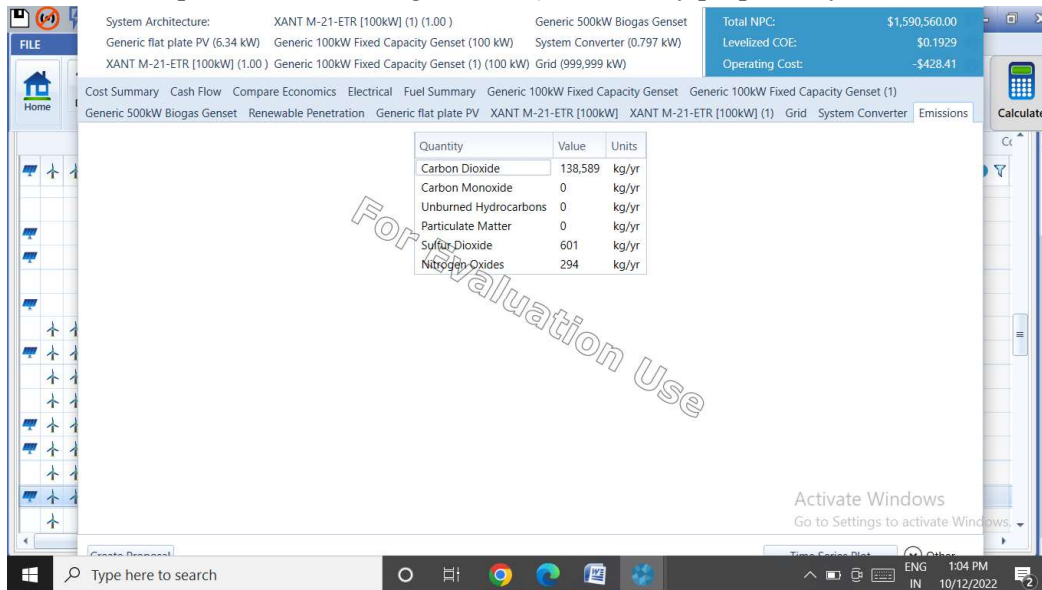 System Architecture: XANT M-21-ETR [100kW] (1) (1.00 ) Generic 500kW Biogas Genset Total NPC: $1,590,560.00
FILE Generic flat plate PV (6.34 kW) Generic 100kW Fixed Capacity Genset (100 kW) System Converter (0.797 kW) Levelized COE: $0.1929
XANT M-21-ETR [100kW] (1.00 ) Generic 100kW Fixed Capacity Genset (1) (100 kW) Grid (999,999 kW) Operating Cost: -$428.41
Cost Summary Cash Flow Compare Economics Electrical Fuel Summary Generic 100kW Fixed Capacity Genset Generic 100kW Fixed Capacity Genset (1)
Home Generic 500kW Biogas Genset Renewable Penetration Generic flat plate PV XANT M-21-ETR [100kW] XANT M-21-ETR [100kW] (1) Grid System Converter Emissions Calculate
Quantity Value Units
Carbon Dioxide 138,589 kg/yr
Carbon Monoxide 0 kg/yr
Unburned Hydrocarbons 0 kg/yr
Particulate Matter 0 kg/yr
Sulfur Dioxide 601 kg/yr
Nitrogen Oxides 294 kg/yr
For Evaluation Use
Activate Windows
Go to Settings to activate Windows.
Create Proposal Time Series Plot Other
Type here to search ENG 1:04 PM
IN 10/12/2022 2